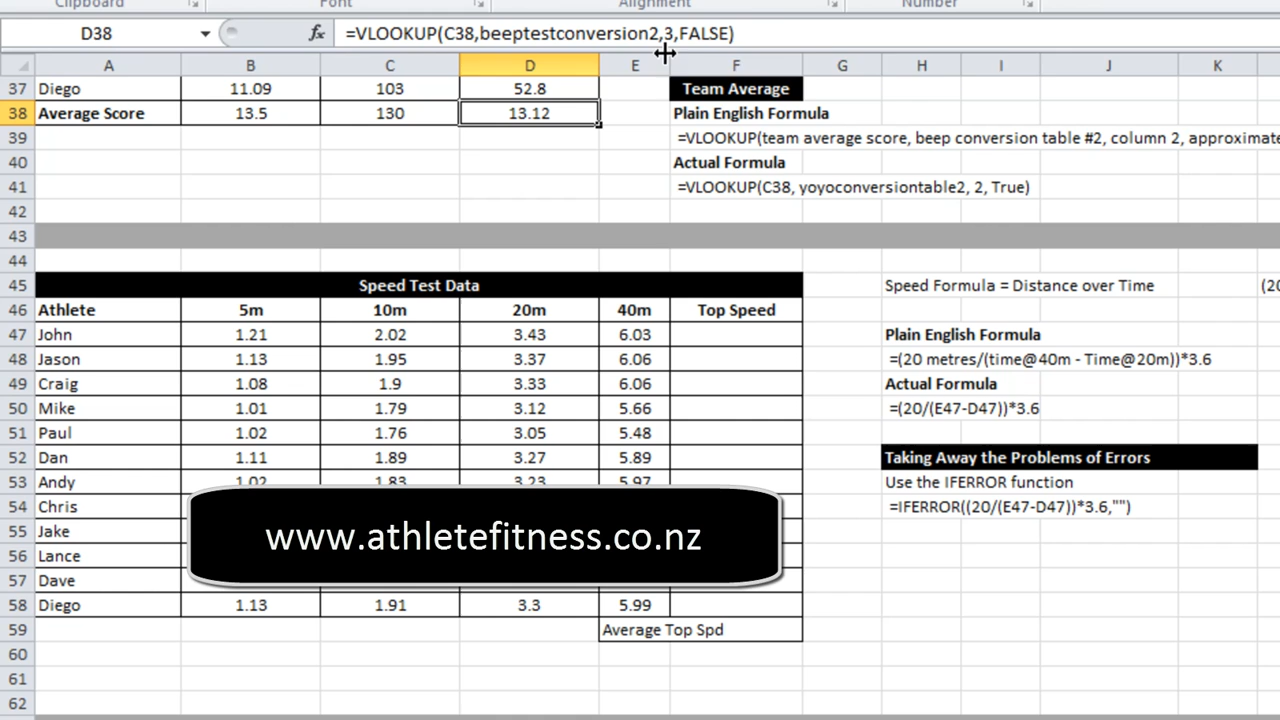 Clipboard Font Alignment Number
D38 fx =VLOOKUP(C38,beeptestconversion2,3,FALSE)
A B C D E F G H I J K
37 Diego 11.09 103 52.8 Team Average
38 Average Score 13.5 130 13.12 Plain English Formula
39 =VLOOKUP(team average score, beep conversion table #2, column 2, approximate
40 Actual Formula
41 =VLOOKUP(C38, yoyoconversiontable2, 2, True)
42
43
44
45 Speed Test Data Speed Formula = Distance over Time (20
46 Athlete 5m 10m 20m 40m Top Speed
47 John 1.21 2.02 3.43 6.03 Plain English Formula
48 Jason 1.13 1.95 3.37 6.06 =(20 metres/(time@40m - Time@20m))*3.6
49 Craig 1.08 1.9 3.33 6.06 Actual Formula
50 Mike 1.01 1.79 3.12 5.66 =(20/(E47-D47))*3.6
51 Paul 1.02 1.76 3.05 5.48
52 Dan 1.11 1.89 3.27 5.89 Taking Away the Problems of Errors
53 Andy 1.02 1.83 3.23 5.97 Use the IFERROR function
54 Chris =IFERROR((20/(E47-D47))*3.6,"")
55 Jake
www.athletefitness.co.nz
56 Lance
57 Dave
58 Diego 1.13 1.91 3.3 5.99
59 Average Top Spd
60
61
62